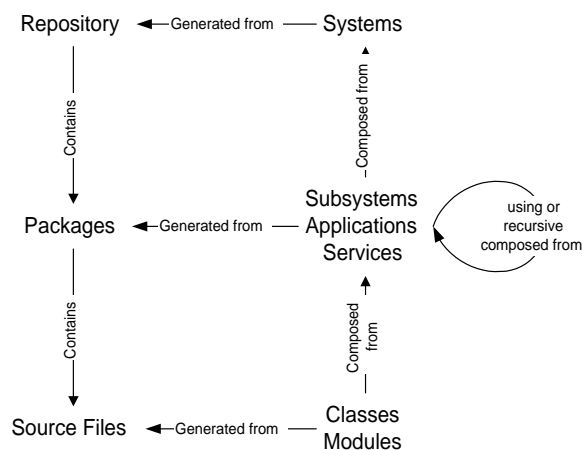 Repository
Generated from
Systems
Contains
Composed from
Packages
Generated from
Subsystems
Applications
Services
using or
recursive
composed from
Contains
Composed
from
Source Files
Generated from
Classes
Modules